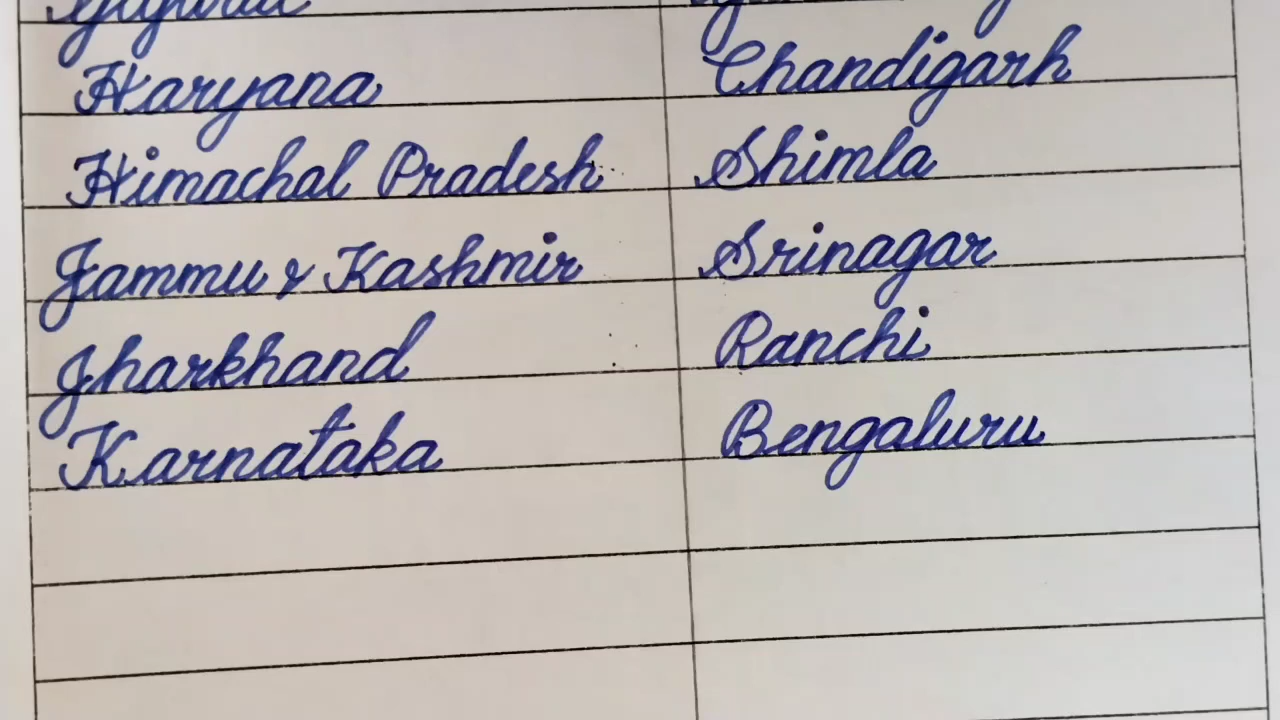 Haryana Chandigarh
Himachal Pradesh Shimla
Jammu & Kashmir Srinagar
Jharkhand Ranchi
Karnataka Bengaluru